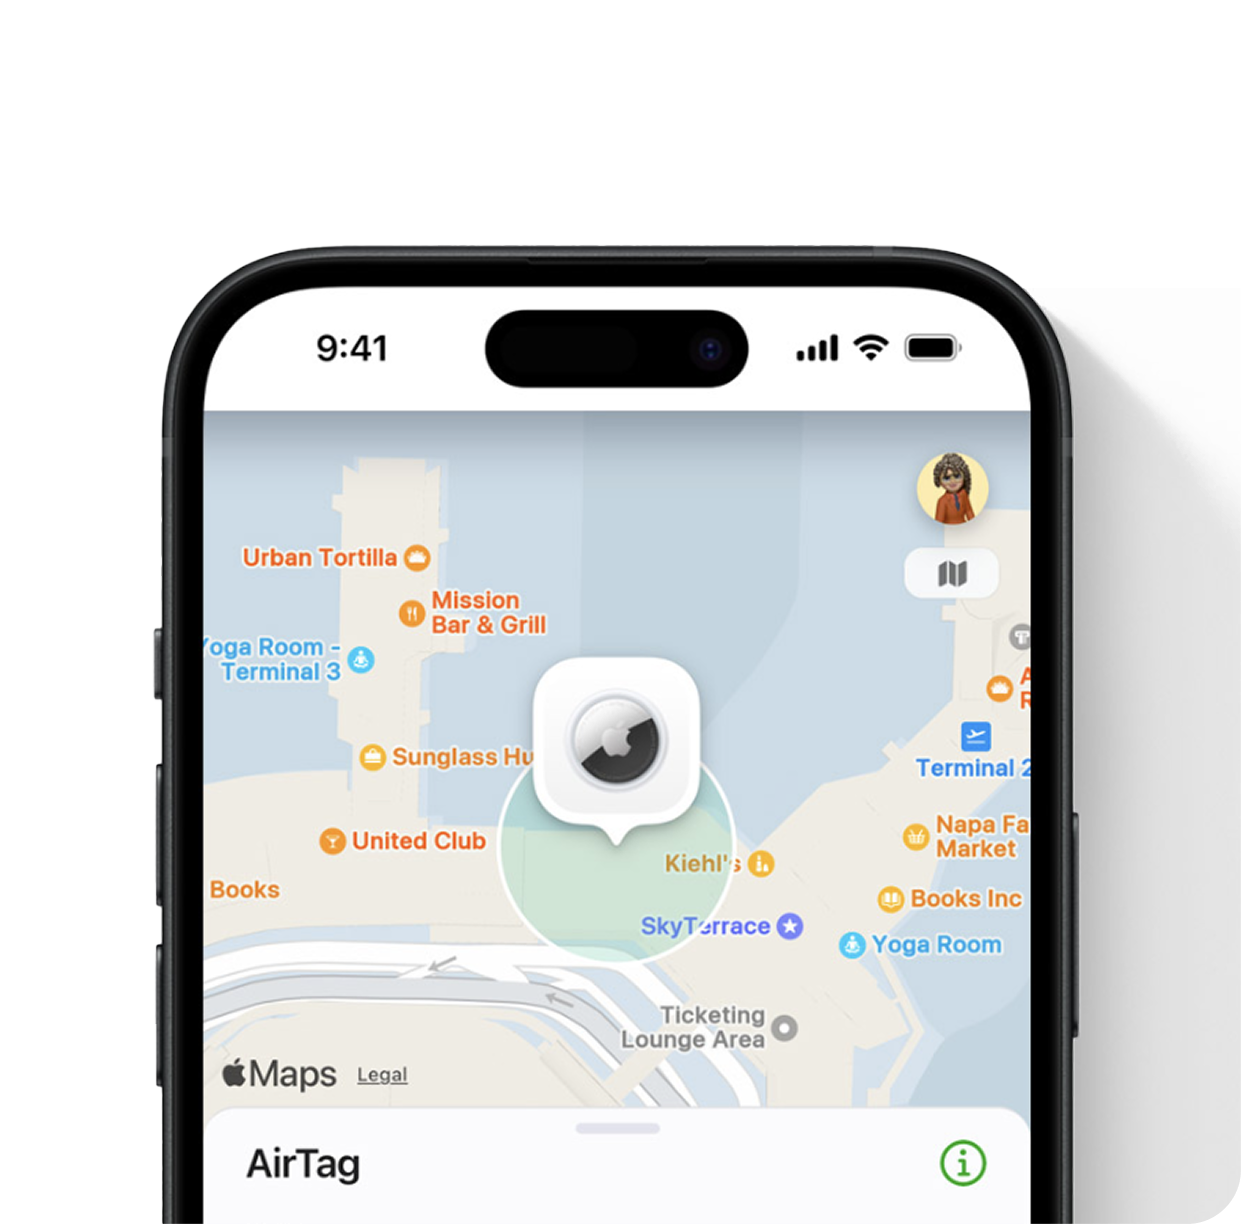 9:41
Urban Tortilla
Mission
Bar & Grill
Yoga Room -
Terminal 3
Sunglass Hu
United Club
Books
Kiehl's
SkyTerrace
Ticketing
Lounge Area
Terminal 2
Napa Fa
Market
Books Inc
Yoga Room
Maps
Legal
AirTag